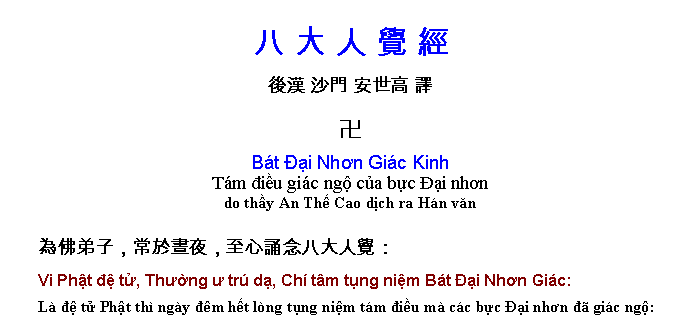 八大人覺經
後漢 沙門 安世高 譯
卍
Bát Đại Nhơn Giác Kinh
Tám điều giác ngộ của bực Đại nhơn
do thầy An Thế Cao dịch ra Hán văn
為佛弟子，常於晝夜，至心誦念八大人覺：
Vi Phật đệ tử, Thường ư trú dạ, Chí tâm tụng niệm Bát Đại Nhơn Giác:
Là đệ tử Phật thì ngày đêm hết lòng tụng niệm tám điều mà các bực Đại nhơn đã giác ngộ: